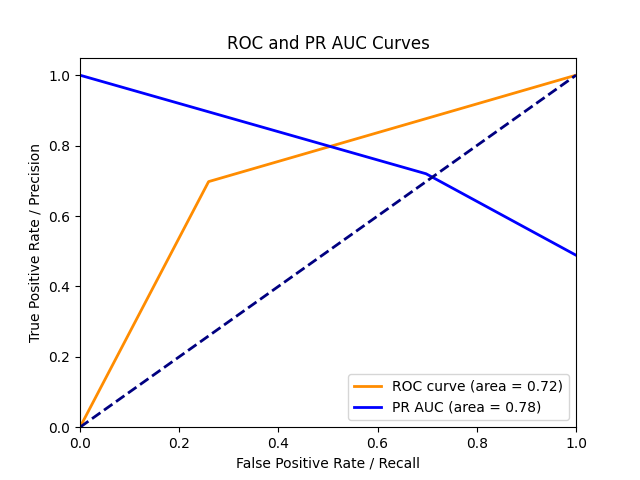 ROC and PR AUC Curves
True Positive Rate / Precision
1.0
0.8
0.6
0.4
0.2
0.0
0.0 0.2 0.4 0.6 0.8 1.0
False Positive Rate / Recall
ROC curve (area = 0.72)
PR AUC (area = 0.78)